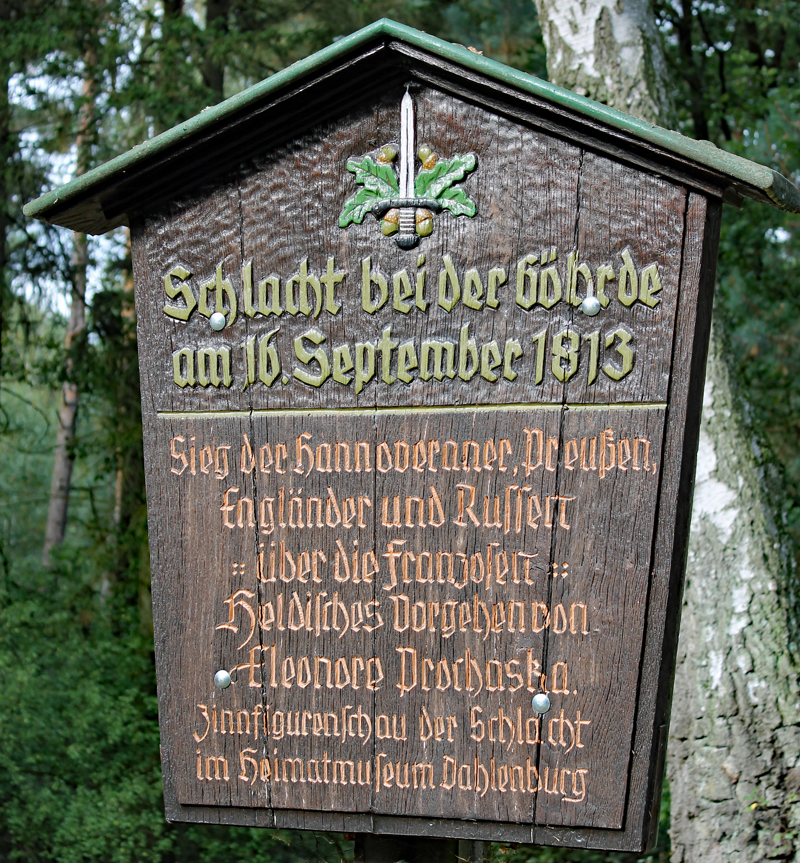 Schlacht bei der Göhrde
am 16. September 1813
Sieg der Hannoveraner, Preußen,
Engländer und Russen
:: über die Franzosen ::
Heldisches Vorgehen von
Eleonore Prochaska.
Zinnfigurenschau der Schlacht
im Heimatmuseum Dahlenburg